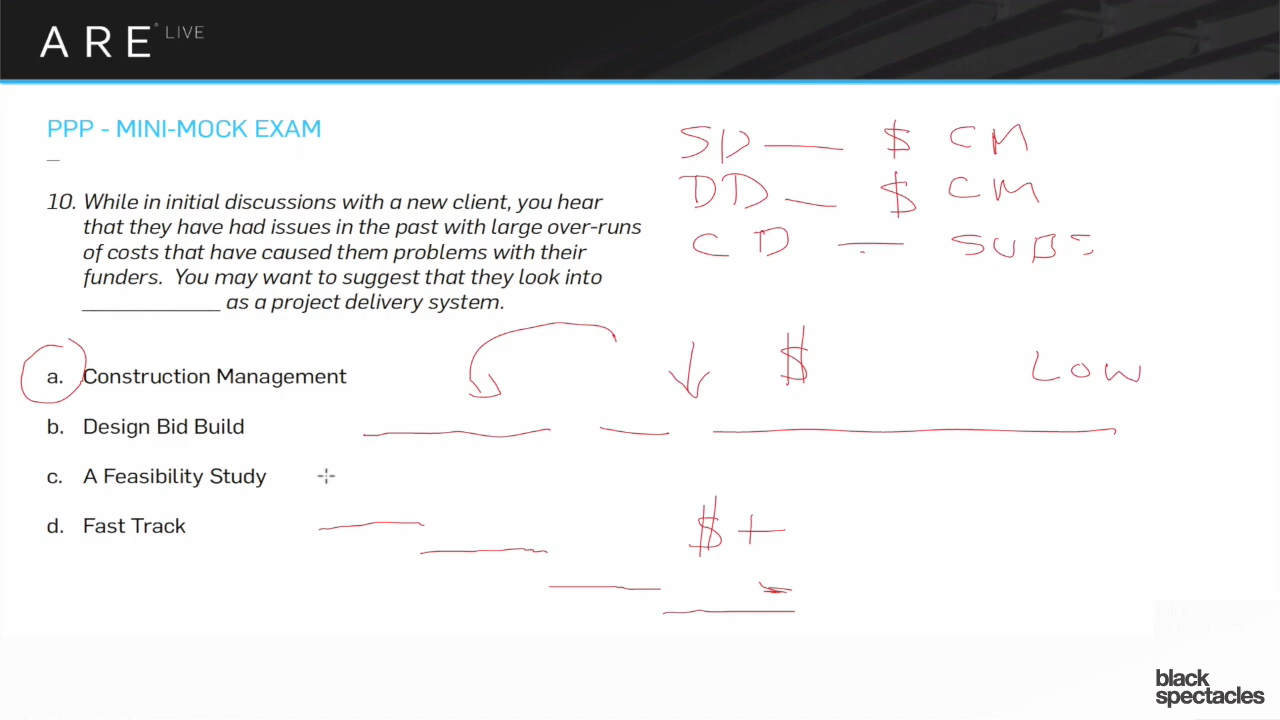 ARE® LIVE
PPP - MINI-MOCK EXAM
10. While in initial discussions with a new client, you hear
that they have had issues in the past with large over-runs
of costs that have caused them problems with their
funders. You may want to suggest that they look into
_____________ as a project delivery system.
a. Construction Management
b. Design Bid Build
c. A Feasibility Study
d. Fast Track
SD — $ CM
DD — $ CM
CD — SUBS
$ LOW
$ +
black
spectacles